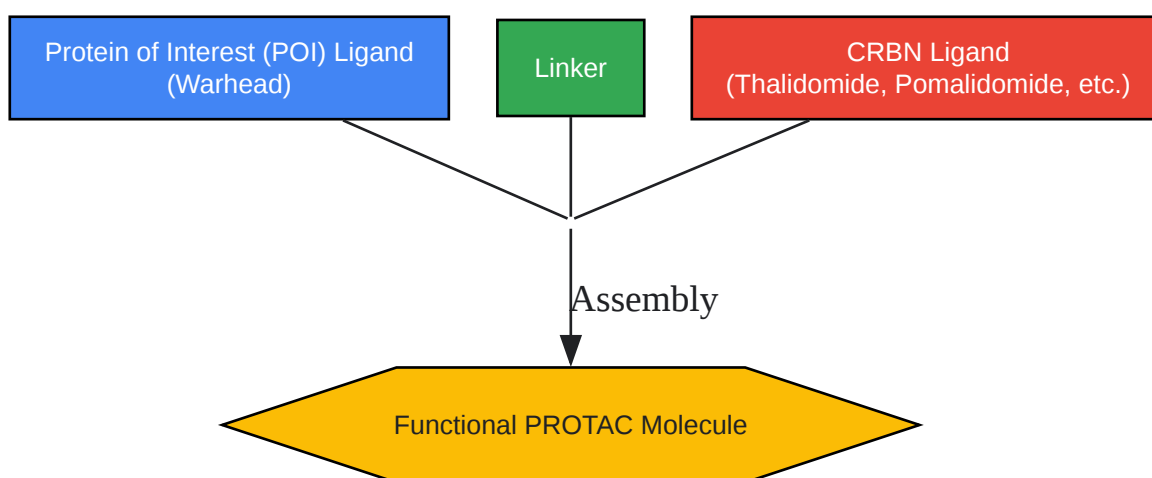 Protein of Interest (POI) Ligand
(Warhead)
Linker
CRBN Ligand
(Thalidomide, Pomalidomide, etc.)
Assembly
Functional PROTAC Molecule